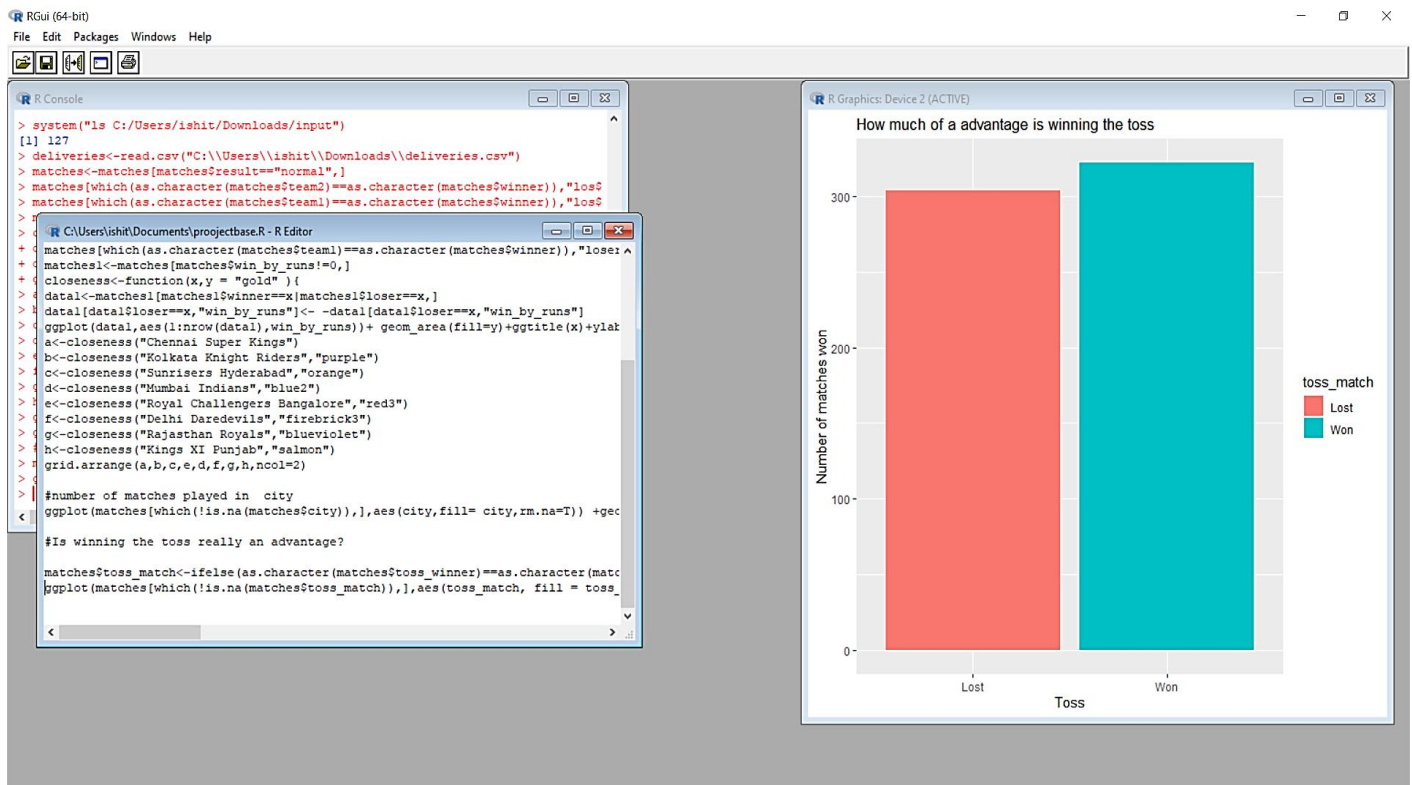 RGui (64-bit)
File Edit Packages Windows Help
R Console
> system("ls C:/Users/ishit/Downloads/input")
[1] 127
> deliveries<-read.csv("C:\\Users\\ishit\\Downloads\\deliveries.csv")
> matches<-matches[matches$result=="normal",]
> matches[which(as.character(matches$team2)==as.character(matches$winner)),"los$
> matches[which(as.character(matches$team1)==as.character(matches$winner)),"los$
C:\Users\ishit\Documents\proojectbase.R - R Editor
matches[which(as.character(matches$team1)==as.character(matches$winner)),"loser
matches1<-matches[matches$win_by_runs!=0,]
closeness<-function(x,y = "gold" ){
data1<-matches1[matches1$winner==x|matches1$loser==x,]
data1[data1$loser==x,"win_by_runs"]<- -data1[data1$loser==x,"win_by_runs"]
ggplot(data1,aes(1:nrow(data1),win_by_runs))+ geom_area(fill=y)+ggtitle(x)+ylab
a<-closeness("Chennai Super Kings")
b<-closeness("Kolkata Knight Riders","purple")
c<-closeness("Sunrisers Hyderabad","orange")
d<-closeness("Mumbai Indians","blue2")
e<-closeness("Royal Challengers Bangalore","red3")
f<-closeness("Delhi Daredevils","firebrick3")
g<-closeness("Rajasthan Royals","blueviolet")
h<-closeness("Kings XI Punjab","salmon")
grid.arrange(a,b,c,e,d,f,g,h,ncol=2)
#number of matches played in  city
ggplot(matches[which(!is.na(matches$city)),],aes(city,fill= city,rm.na=T)) +geo
#Is winning the toss really an advantage?
matches$toss_match<-ifelse(as.character(matches$toss_winner)==as.character(matc
ggplot(matches[which(!is.na(matches$toss_match)),],aes(toss_match, fill = toss_
R Graphics: Device 2 (ACTIVE)
How much of a advantage is winning the toss
Number of matches won
300
200
100
0
Lost Won
Toss
toss_match
Lost
Won